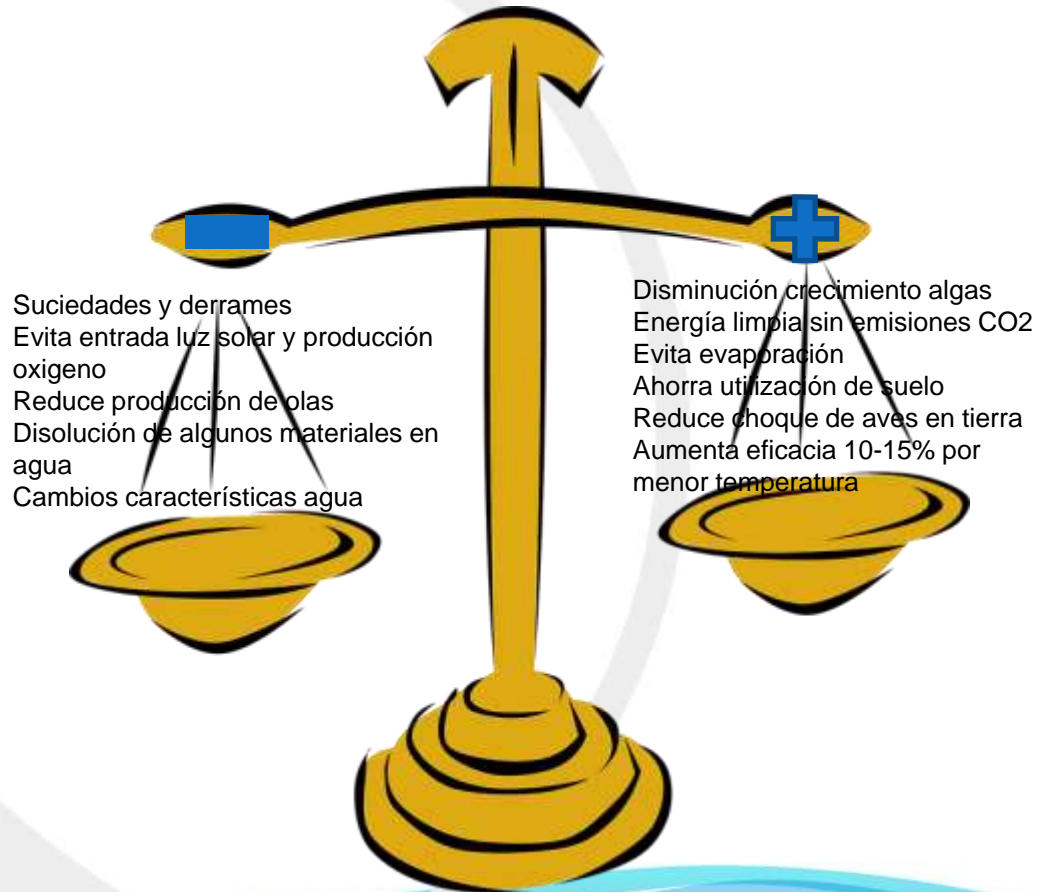 Suciedades y derrames
Evita entrada luz solar y producción
oxigeno
Reduce producción de olas
Disolución de algunos materiales en
agua
Cambios características agua
Disminución crecimiento algas
Energía limpia sin emisiones CO2
Evita evaporación
Ahorra utilización de suelo
Reduce choque de aves en tierra
Aumenta eficacia 10-15% por
menor temperatura